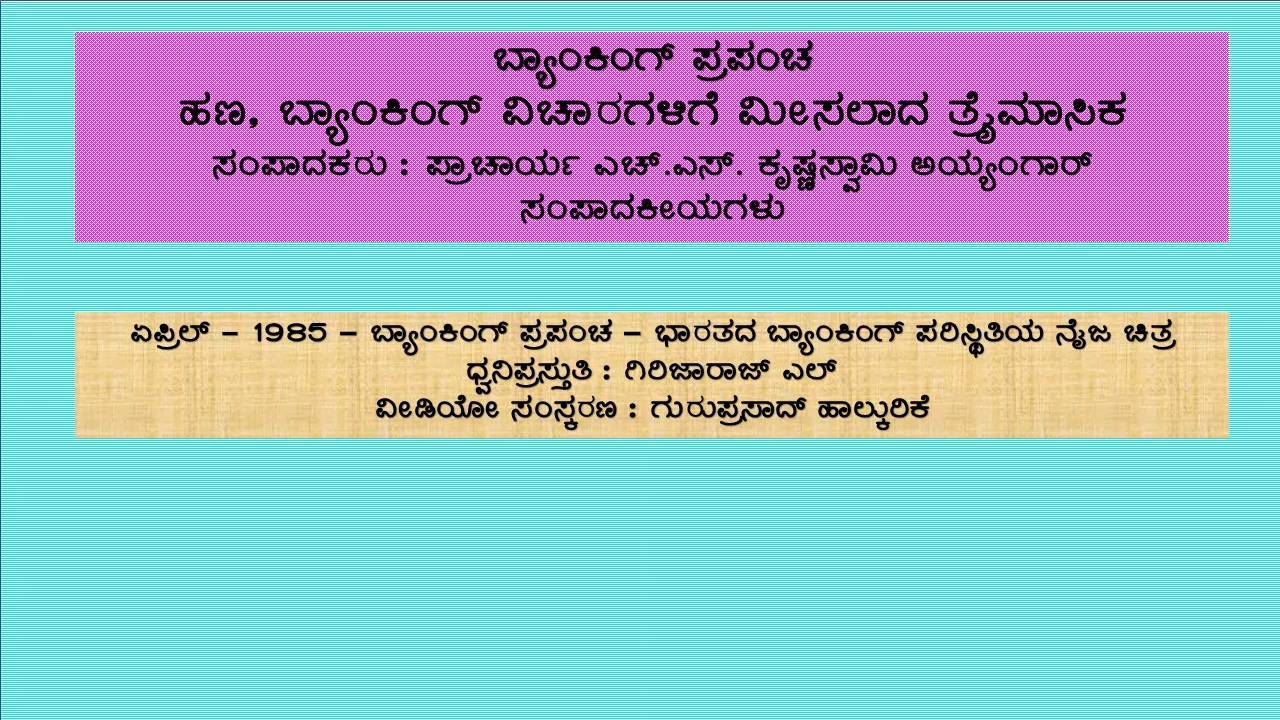 ಬ್ಯಾಂಕಿಂಗ್ ಪ್ರಪಂಚ
ಹಣ, ಬ್ಯಾಂಕಿಂಗ್ ವಿಚಾರಗಳಿಗೆ ಮೀಸಲಾದ ತ್ರೈಮಾಸಿಕ
ಸಂಪಾದಕರು : ಪ್ರಾಚಾರ್ಯ ಎಚ್.ಎಸ್. ಕೃಷ್ಣಸ್ವಾಮಿ ಅಯ್ಯಂಗಾರ್
ಸಂಪಾದಕೀಯಗಳು
ಏಪ್ರಿಲ್ – 1985 – ಬ್ಯಾಂಕಿಂಗ್ ಪ್ರಪಂಚ – ಭಾರತದ ಬ್ಯಾಂಕಿಂಗ್ ಪರಿಸ್ಥಿತಿಯ ನೈಜ ಚಿತ್ರ
ಧ್ವನಿಪ್ರಸ್ತುತಿ : ಗಿರಿಜಾರಾಜ್ ಎಲ್
ವೀಡಿಯೋ ಸಂಸ್ಕರಣ : ಗುರುಪ್ರಸಾದ್ ಹಾಲ್ಕುರಿಕೆ